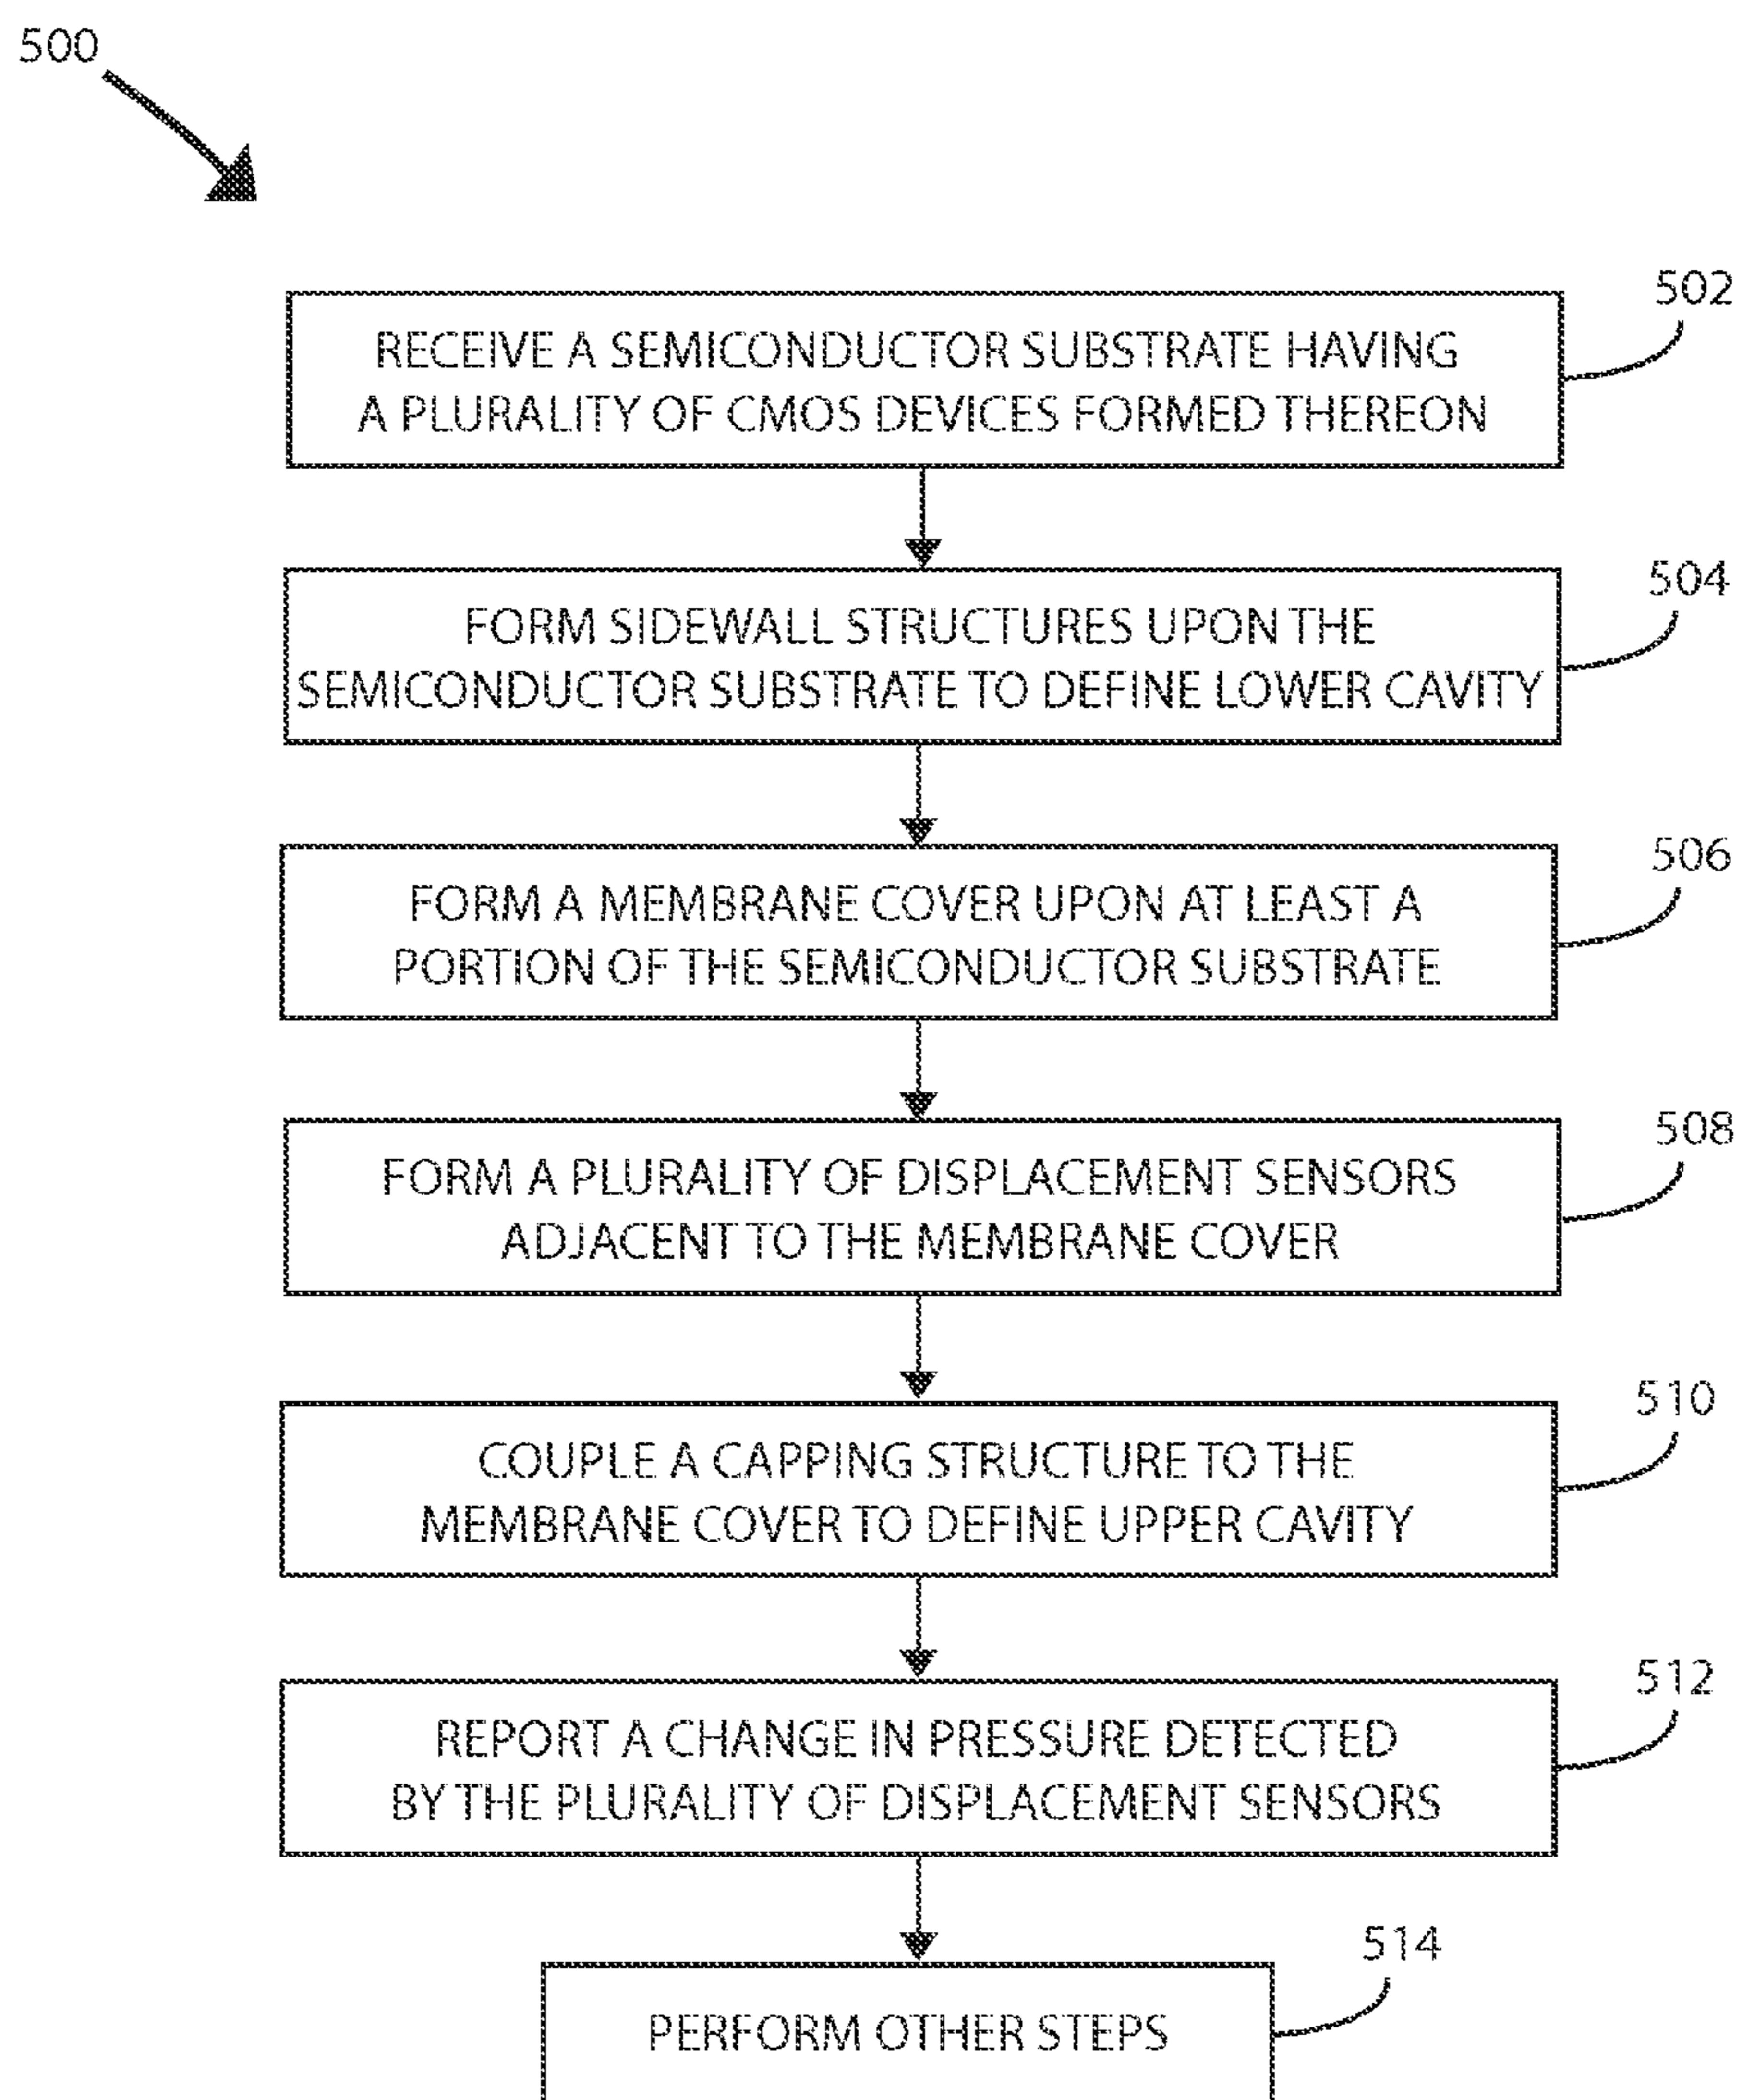 500
502
RECEIVE A SEMICONDUCTOR SUBSTRATE HAVING
A PLURALITY OF CMOS DEVICES FORMED THEREON
504
FORM SIDEWALL STRUCTURES UPON THE
SEMICONDUCTOR SUBSTRATE TO DEFINE LOWER CAVITY
506
FORM A MEMBRANE COVER UPON AT LEAST A
PORTION OF THE SEMICONDUCTOR SUBSTRATE
508
FORM A PLURALITY OF DISPLACEMENT SENSORS
ADJACENT TO THE MEMBRANE COVER
510
COUPLE A CAPPING STRUCTURE TO THE
MEMBRANE COVER TO DEFINE UPPER CAVITY
512
REPORT A CHANGE IN PRESSURE DETECTED
BY THE PLURALITY OF DISPLACEMENT SENSORS
514
PERFORM OTHER STEPS